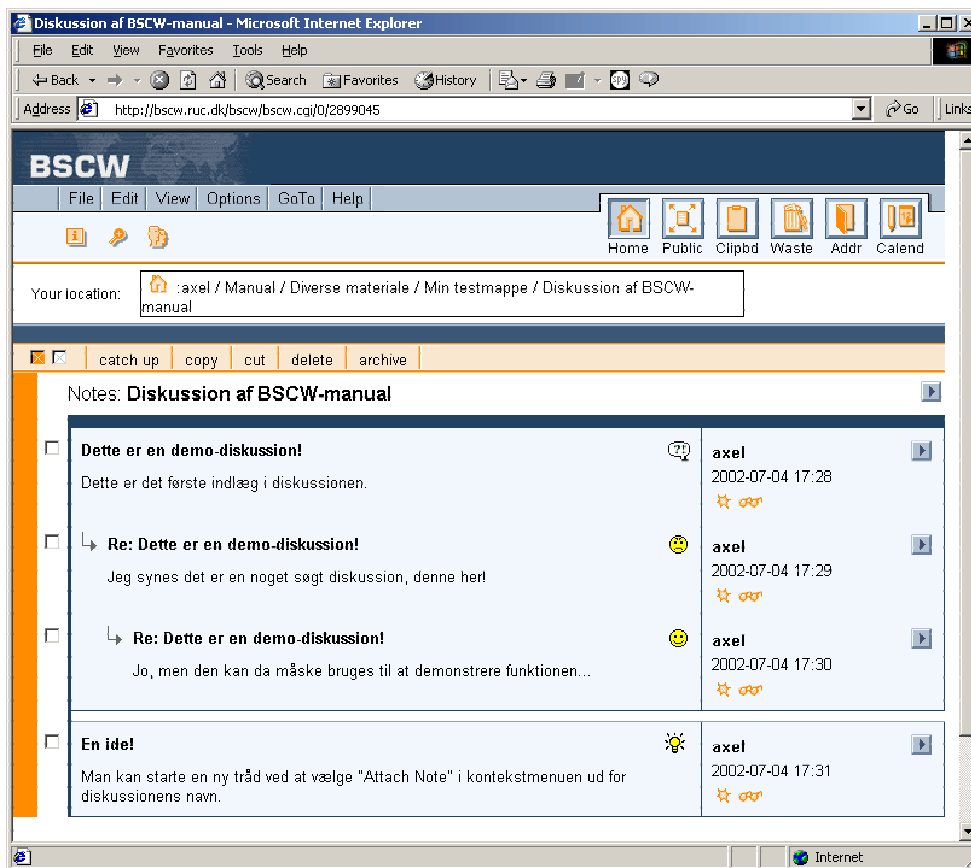 Diskussion af BSCW-manual - Microsoft Internet Explorer
File Edit View Favorites Tools Help
Back Search Favorites History
Address http://bscw.ruc.dk/bscw/bscw.cgi/0/2899045 Go Links
BSCW
File Edit View Options GoTo Help
Home Public Clipbd Waste Addr Calend
Your location: :axel / Manual / Diverse materiale / Min testmappe / Diskussion af BSCW-
manual
catch up copy cut delete archive
Notes: Diskussion af BSCW-manual
Dette er en demo-diskussion! axel
Dette er det første indlæg i diskussionen. 2002-07-04 17:28
Re: Dette er en demo-diskussion! axel
Jeg synes det er en noget søgt diskussion, denne her! 2002-07-04 17:29
Re: Dette er en demo-diskussion! axel
Jo, men den kan da måske bruges til at demonstrere funktionen... 2002-07-04 17:30
En ide! axel
Man kan starte en ny tråd ved at vælge "Attach Note" i kontekstmenuen ud for 2002-07-04 17:31
diskussionens navn.
Internet